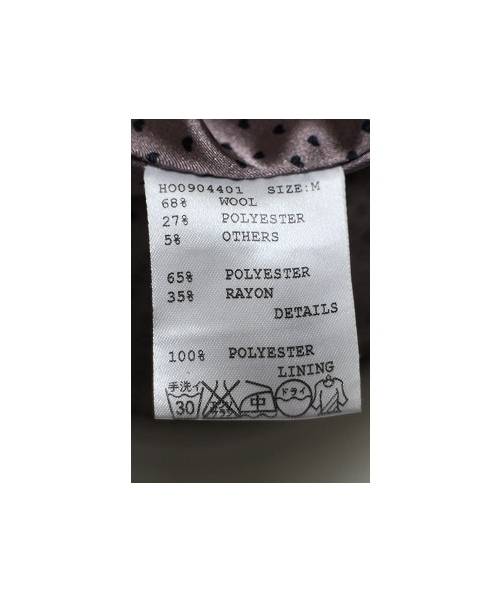 HO0904401 SIZE:M
68% WOOL
27% POLYESTER
5% OTHERS
65% POLYESTER
35% RAYON
DETAILS
100% POLYESTER
LINING
手洗イ
30 中 ドライ